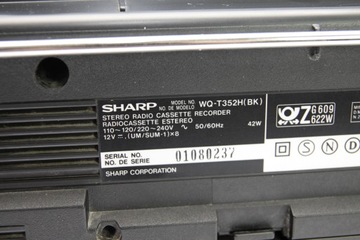 SHARP MODEL NO. NO DE MODELO WQ-T352H(BK)
STEREO RADIO CASSETTE RECORDER
RADIOCASSETTE ESTEREO
110~120/220~240V ∿ 50/60Hz 42W
12V ⎓ (UM/SUM-1)×8
SERIAL NO.
NO. DE SERIE 01080237
SHARP CORPORATION
Z G609
622W
S N D